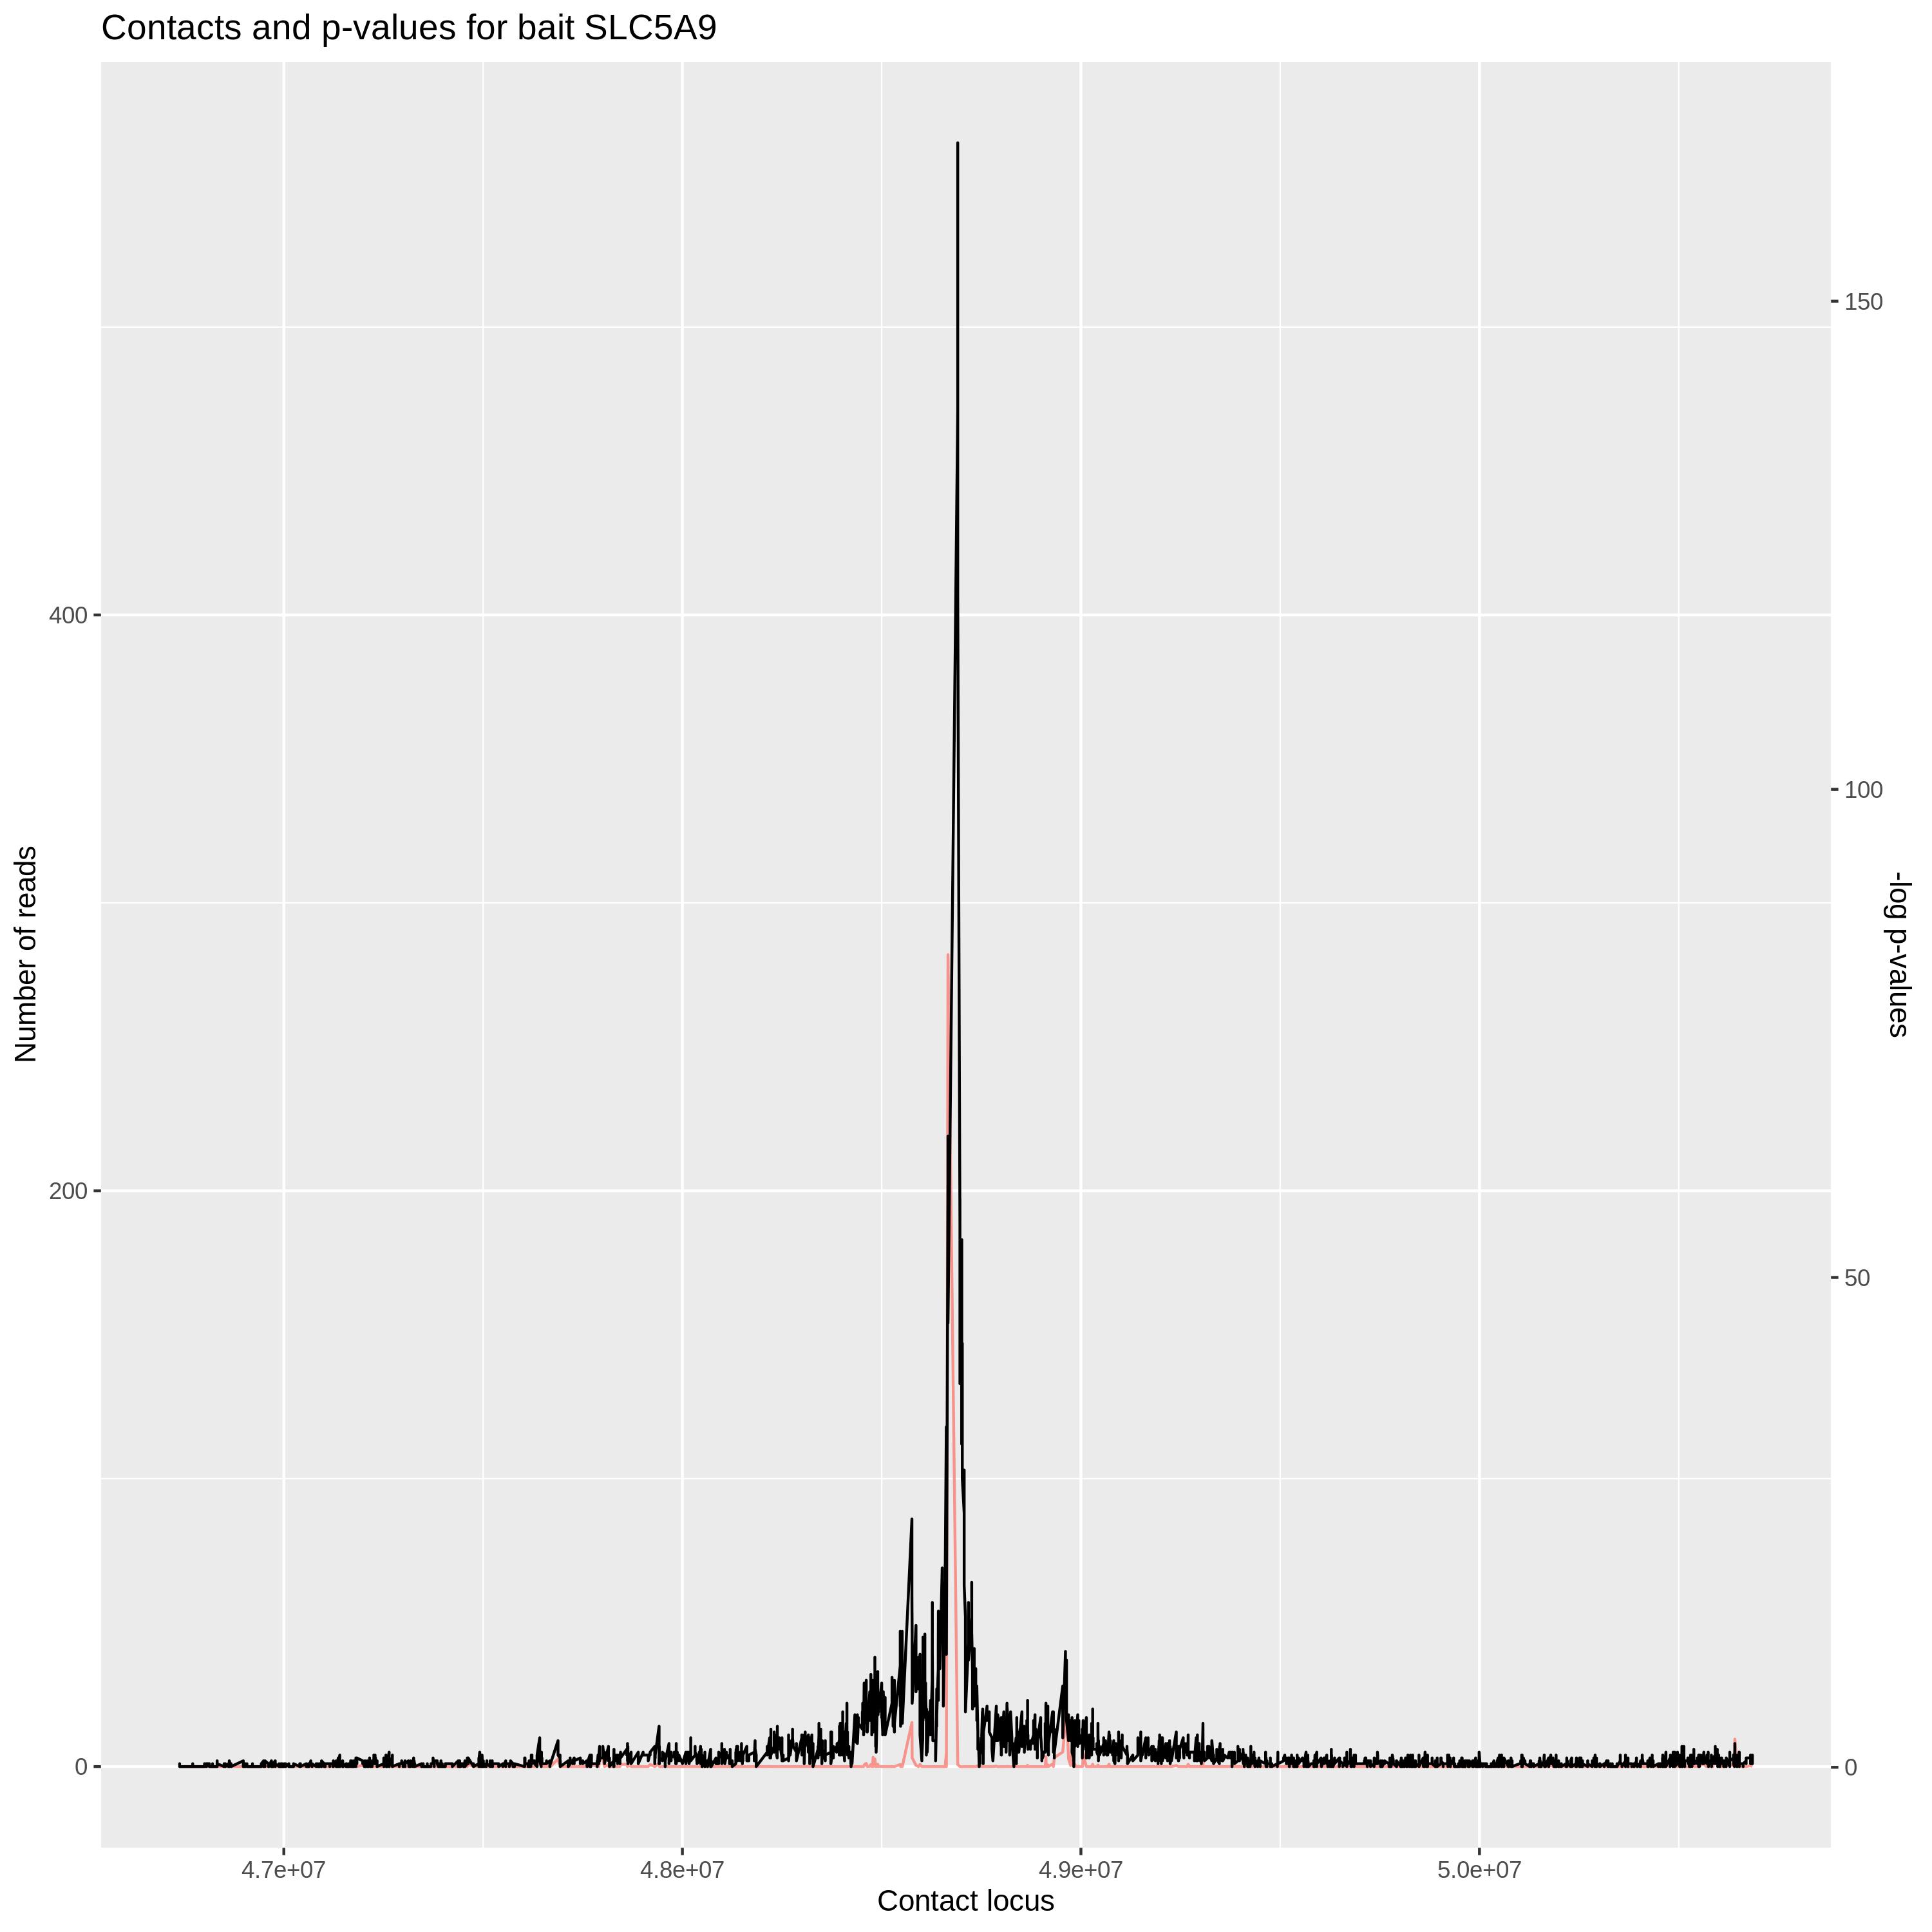 Contacts and p-values for bait SLC5A9
Number of reads
400
200
0
150
100
50
0
-log p-values
4.7e+07
4.8e+07
4.9e+07
5.0e+07
Contact locus